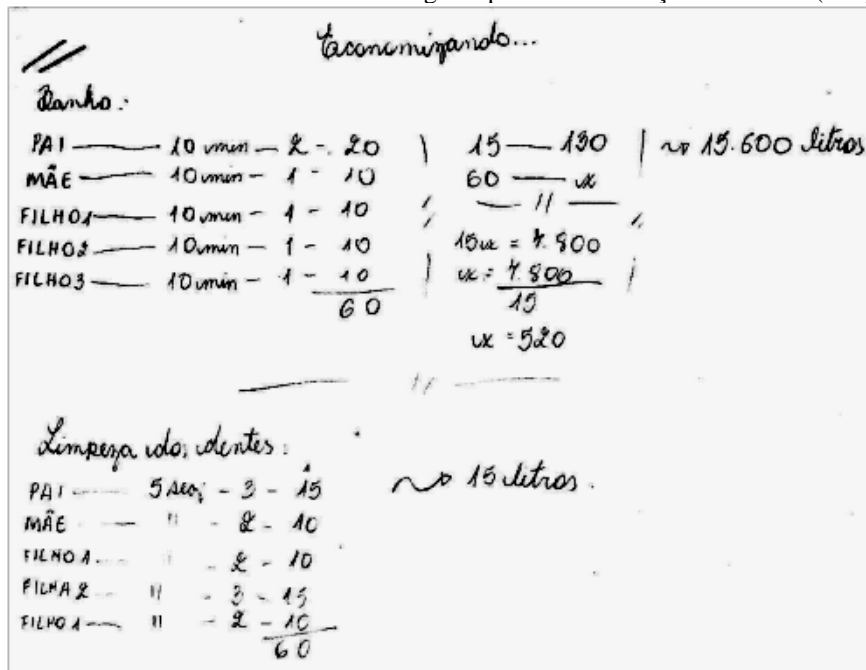 Economizando...
Banho:
PAI — 10 min — 2 - 20
MÃE — 10 min - 1 - 10
FILHO1 — 10 min - 1 - 10
FILHO2 — 10 min - 1 - 10
FILHO3 — 10 min - 1 - 10
60
15 — 130
60 — x
— // —
15x = 7.800
x = 7.800
15
x = 520
15.600 litros
— // —
Limpeza dos dentes:
PAI — 5 seg - 3 - 15
MÃE — " - 2 - 10
FILHO 1 — " - 2 - 10
FILHA 2 — " - 3 - 15
FILHO 1 — " - 2 - 10
60
15 litros.